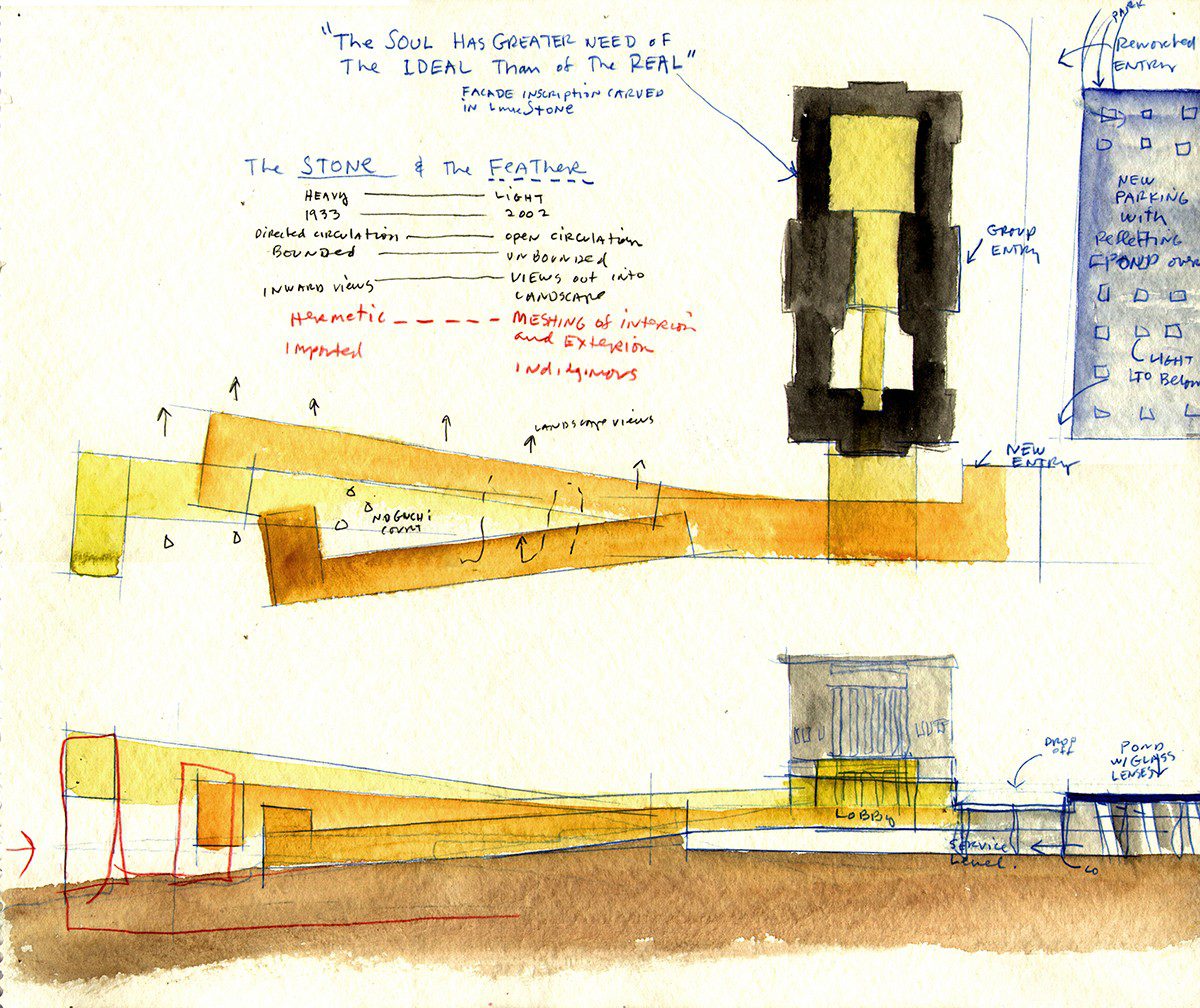 "The SOUL HAS GREATER NEED OF
The IDEAL Than of The REAL"
FACADE INSCRIPTION CARVED
in LimeStone
The STONE & The FeATher
HEAVY LIGHT
1933 2002
DIRECTED CIRCULATION OPEN CIRCULATION
BOUNDED UNBOUNDED
INWARD VIEWS VIEWS OUT INTO
LANDSCAPE
HERMETIC MESHING of interior
and EXTERIOR
Imported
Indiginous
PARK
Reworked
ENTRY
NEW
PARKING
with
Reflecting
POND over
LIGHT
TO Below
GROUP
ENTRY
NEW
ENTRY
LANDSCAPE VIEWS
NOGUCHI
COURT
DROP
OFF
POND
W/GLASS
LENSES
LOBBY
SERVICE
Level.